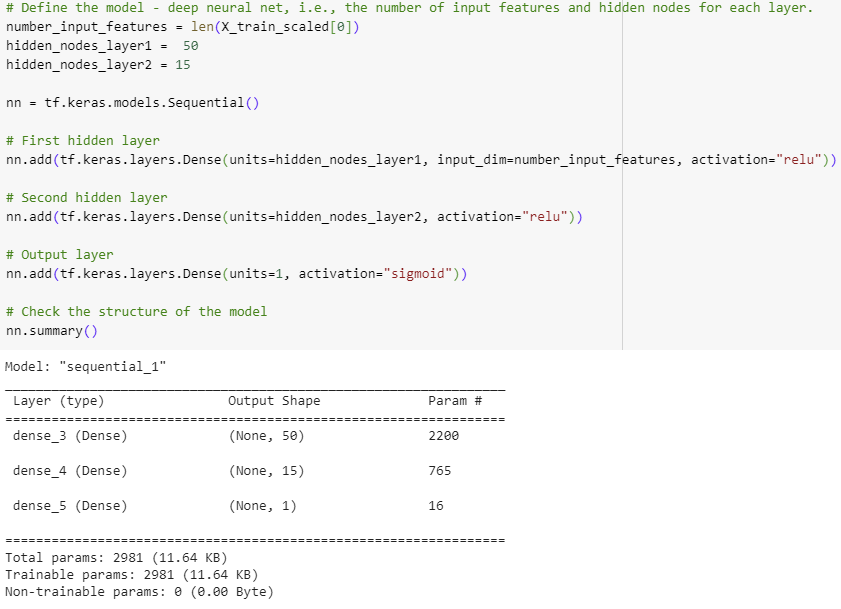 # Define the model - deep neural net, i.e., the number of input features and hidden nodes for each layer.
number_input_features = len(X_train_scaled[0])
hidden_nodes_layer1 =  50
hidden_nodes_layer2 = 15
nn = tf.keras.models.Sequential()
# First hidden layer
nn.add(tf.keras.layers.Dense(units=hidden_nodes_layer1, input_dim=number_input_features, activation="relu"))
# Second hidden layer
nn.add(tf.keras.layers.Dense(units=hidden_nodes_layer2, activation="relu"))
# Output layer
nn.add(tf.keras.layers.Dense(units=1, activation="sigmoid"))
# Check the structure of the model
nn.summary()
Model: "sequential_1"
Layer (type) Output Shape Param #
dense_3 (Dense) (None, 50) 2200
dense_4 (Dense) (None, 15) 765
dense_5 (Dense) (None, 1) 16
Total params: 2981 (11.64 KB)
Trainable params: 2981 (11.64 KB)
Non-trainable params: 0 (0.00 Byte)